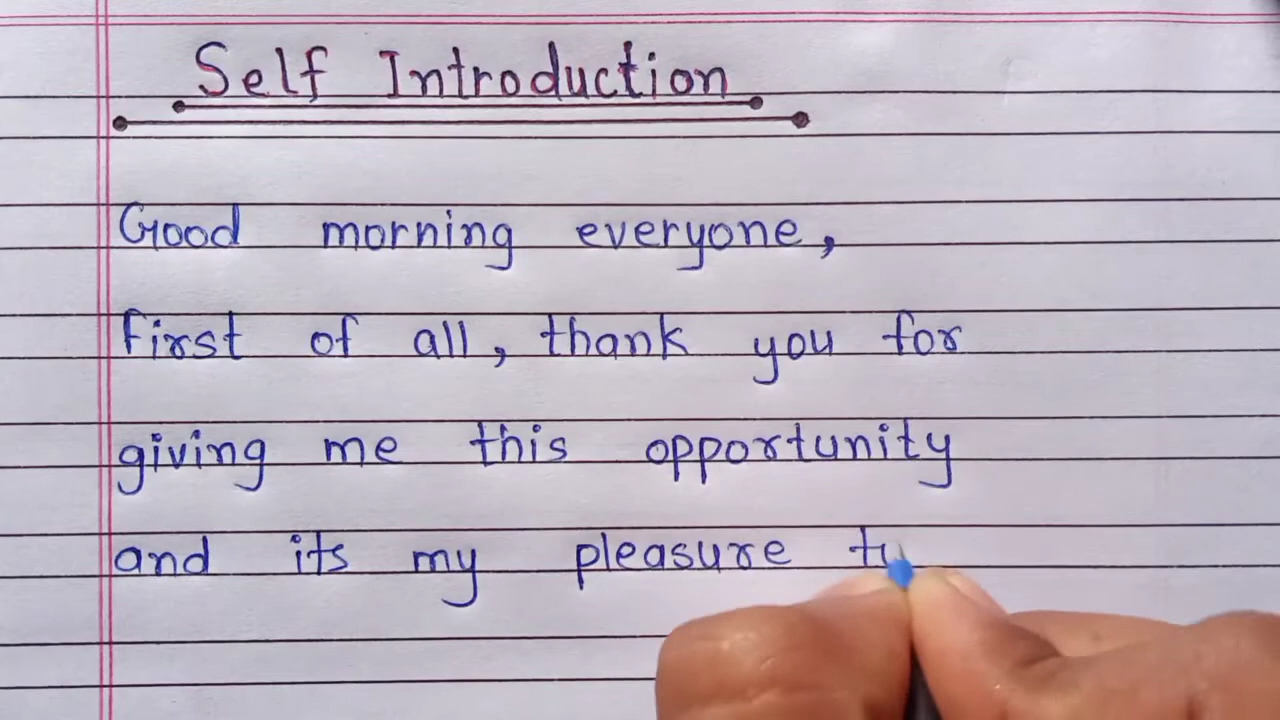 Self Introduction
Good morning everyone,
First of all, thank you for
giving me this opportunity
and its my pleasure